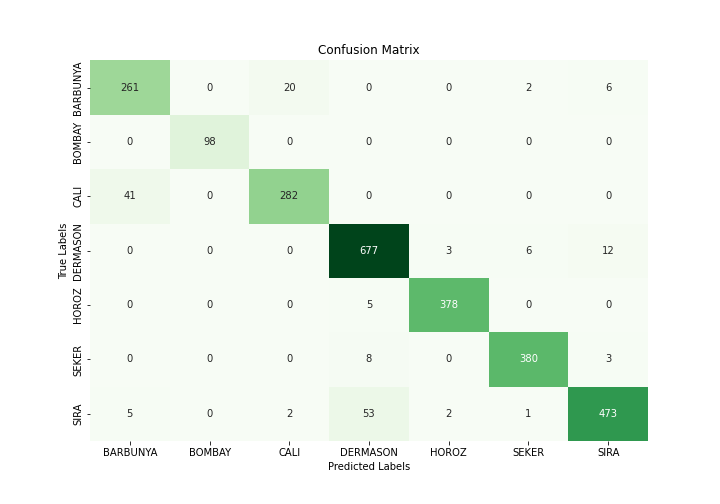 Confusion Matrix
True Labels
BARBUNYA 261 0 20 0 0 2 6
BOMBAY 0 98 0 0 0 0 0
CALI 41 0 282 0 0 0 0
DERMASON 0 0 0 677 3 6 12
HOROZ 0 0 0 5 378 0 0
SEKER 0 0 0 8 0 380 3
SIRA 5 0 2 53 2 1 473
BARBUNYA BOMBAY CALI DERMASON HOROZ SEKER SIRA
Predicted Labels